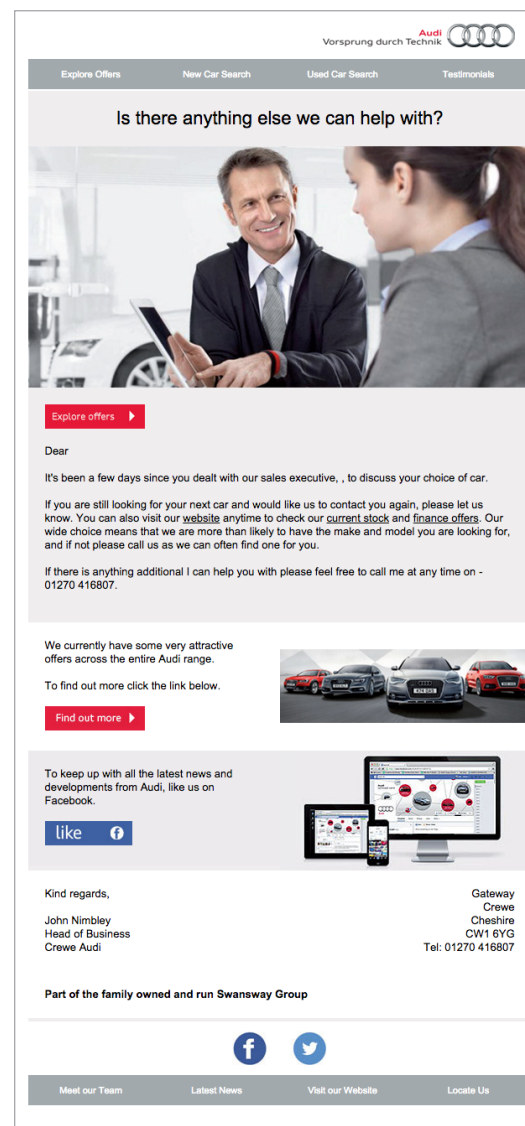 Audi
Vorsprung durch Technik
Explore Offers New Car Search Used Car Search Testimonials
Is there anything else we can help with?
Explore offers
Dear
It's been a few days since you dealt with our sales executive, , to discuss your choice of car.
If you are still looking for your next car and would like us to contact you again, please let us
know. You can also visit our website anytime to check our current stock and finance offers. Our
wide choice means that we are more than likely to have the make and model you are looking for,
and if not please call us as we can often find one for you.
If there is anything additional I can help you with please feel free to call me at any time on -
01270 416807.
We currently have some very attractive
offers across the entire Audi range.
To find out more click the link below.
Find out more
To keep up with all the latest news and
developments from Audi, like us on
Facebook.
like
Kind regards,
John Nimbley
Head of Business
Crewe Audi
Gateway
Crewe
Cheshire
CW1 6YG
Tel: 01270 416807
Part of the family owned and run Swansway Group
Meet our Team Latest News Visit our Website Locate Us